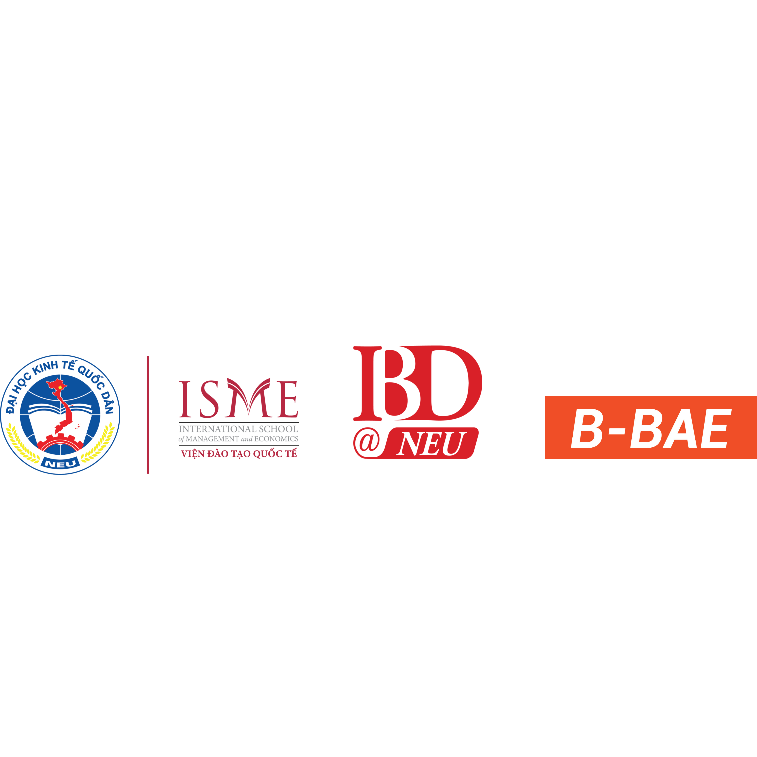 ĐẠI HỌC KINH TẾ QUỐC DÂN
NEU
ISME
INTERNATIONAL SCHOOL
of MANAGEMENT and ECONOMICS
VIỆN ĐÀO TẠO QUỐC TẾ
IBD
@ NEU
B-BAE